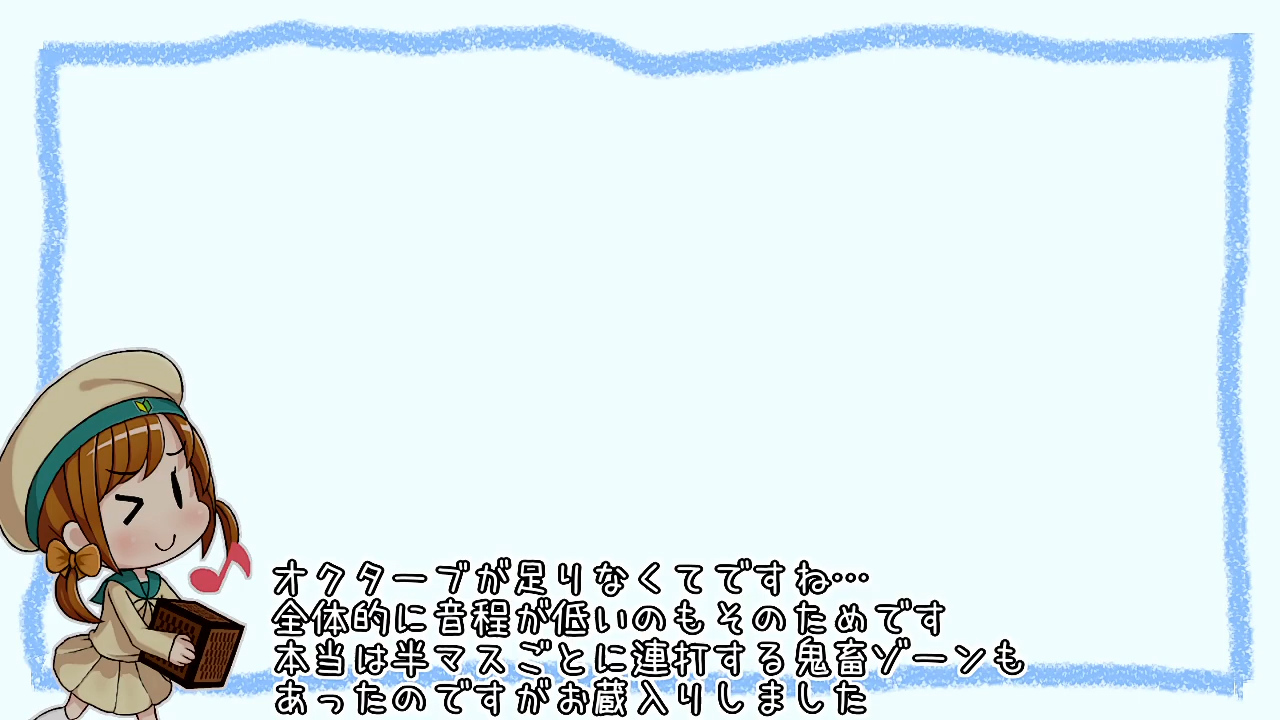 オクターブが足りなくてですね…
全体的に音程が低いのもそのためです
本当は半マスごとに連打する鬼畜ゾーンも
あったのですがお蔵入りしました